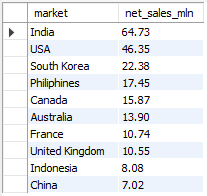 market net_sales_mln
India 64.73
USA 46.35
South Korea 22.38
Philiphines 17.45
Canada 15.87
Australia 13.90
France 10.74
United Kingdom 10.55
Indonesia 8.08
China 7.02